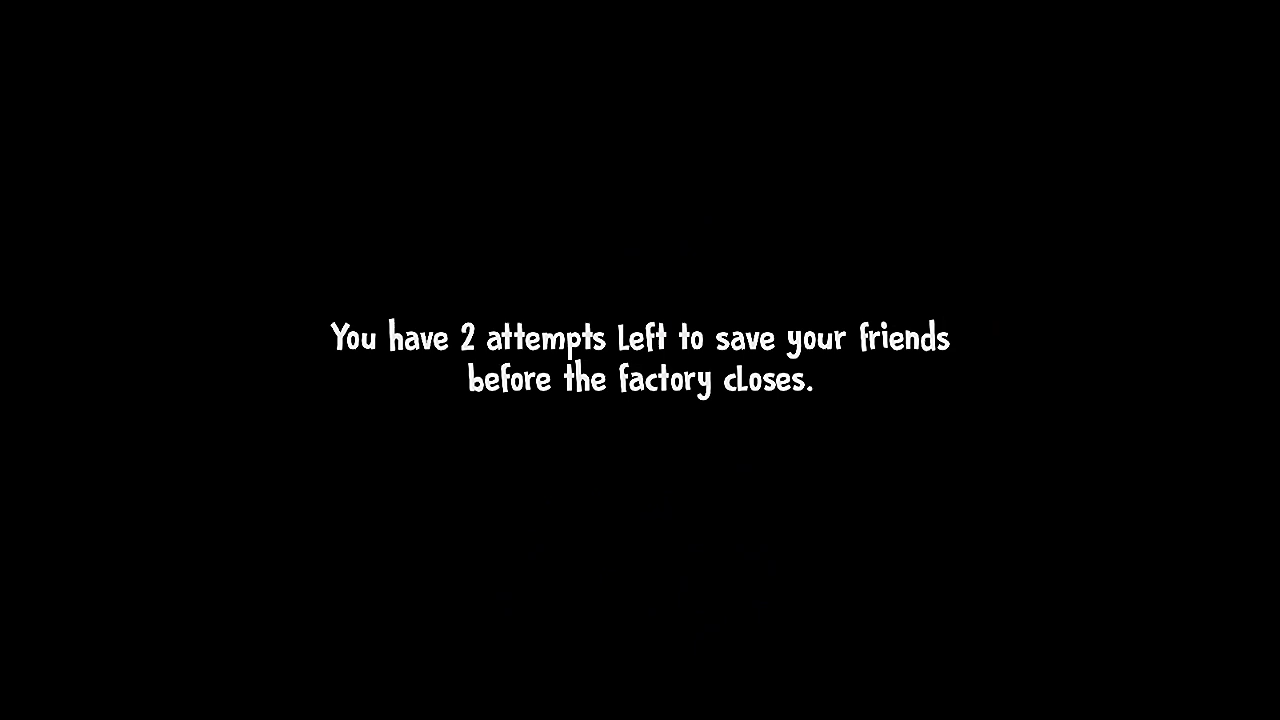 You have 2 attempts left to save your friends
before the factory closes.